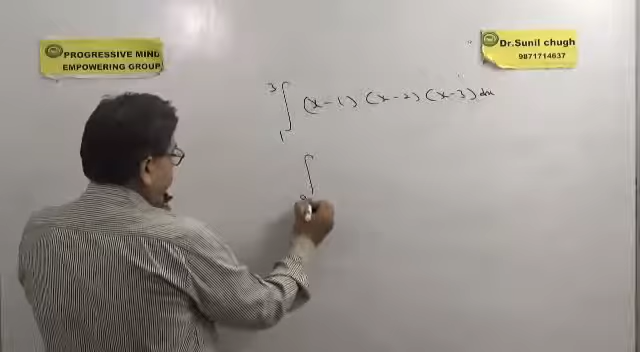 PROGRESSIVE MIND
EMPOWERING GROUP
Dr.Sunil chugh
9871714637
3
∫ (x-1) (x-2) (x-3) dx
1
∫